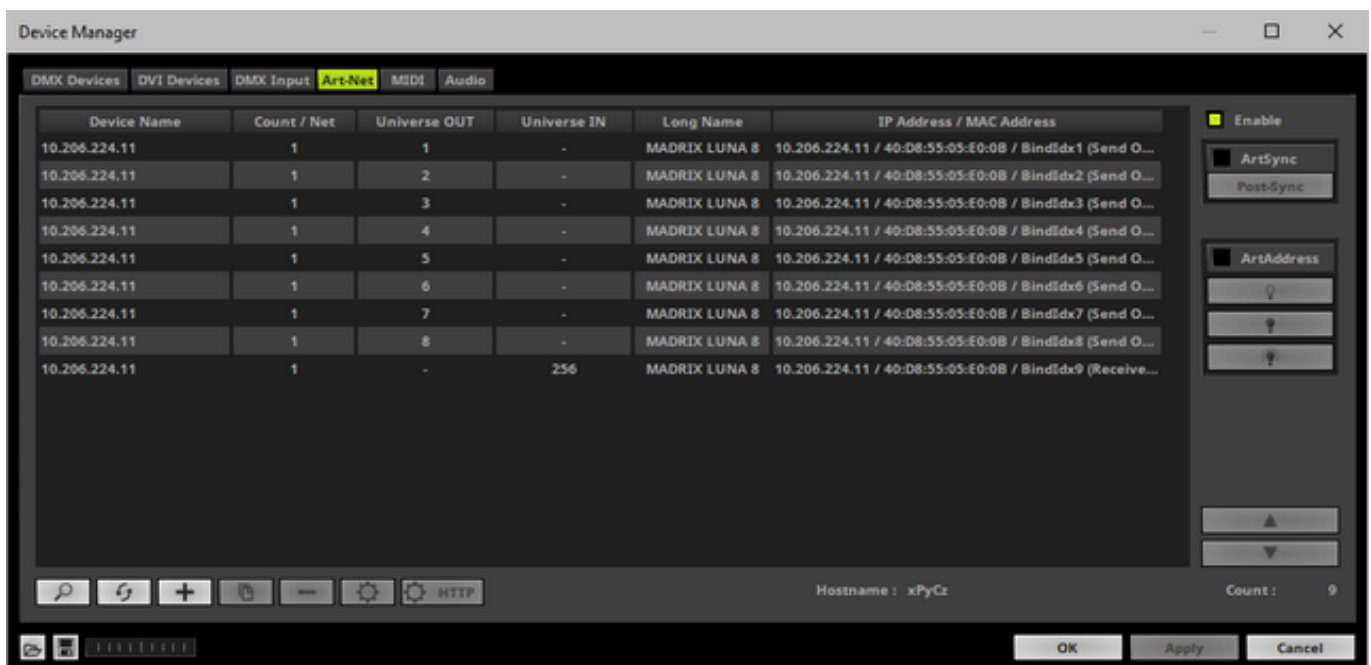 Device Manager
DMX Devices DVI Devices DMX Input Art-Net MIDI Audio
Device Name Count / Net Universe OUT Universe IN Long Name IP Address / MAC Address Enable
10.206.224.11 1 1 - MADRIX LUNA 8 10.206.224.11 / 40:D8:55:05:E0:0B / BindIdx1 (Send O... ArtSync
10.206.224.11 1 2 - MADRIX LUNA 8 10.206.224.11 / 40:D8:55:05:E0:0B / BindIdx2 (Send O... Post-Sync
10.206.224.11 1 3 - MADRIX LUNA 8 10.206.224.11 / 40:D8:55:05:E0:0B / BindIdx3 (Send O...
10.206.224.11 1 4 - MADRIX LUNA 8 10.206.224.11 / 40:D8:55:05:E0:0B / BindIdx4 (Send O...
10.206.224.11 1 5 - MADRIX LUNA 8 10.206.224.11 / 40:D8:55:05:E0:0B / BindIdx5 (Send O... ArtAddress
10.206.224.11 1 6 - MADRIX LUNA 8 10.206.224.11 / 40:D8:55:05:E0:0B / BindIdx6 (Send O...
10.206.224.11 1 7 - MADRIX LUNA 8 10.206.224.11 / 40:D8:55:05:E0:0B / BindIdx7 (Send O...
10.206.224.11 1 8 - MADRIX LUNA 8 10.206.224.11 / 40:D8:55:05:E0:0B / BindIdx8 (Send O...
10.206.224.11 1 - 256 MADRIX LUNA 8 10.206.224.11 / 40:D8:55:05:E0:0B / BindIdx9 (Receive...
HTTP Hostname : xPyCz Count : 9
OK Apply Cancel